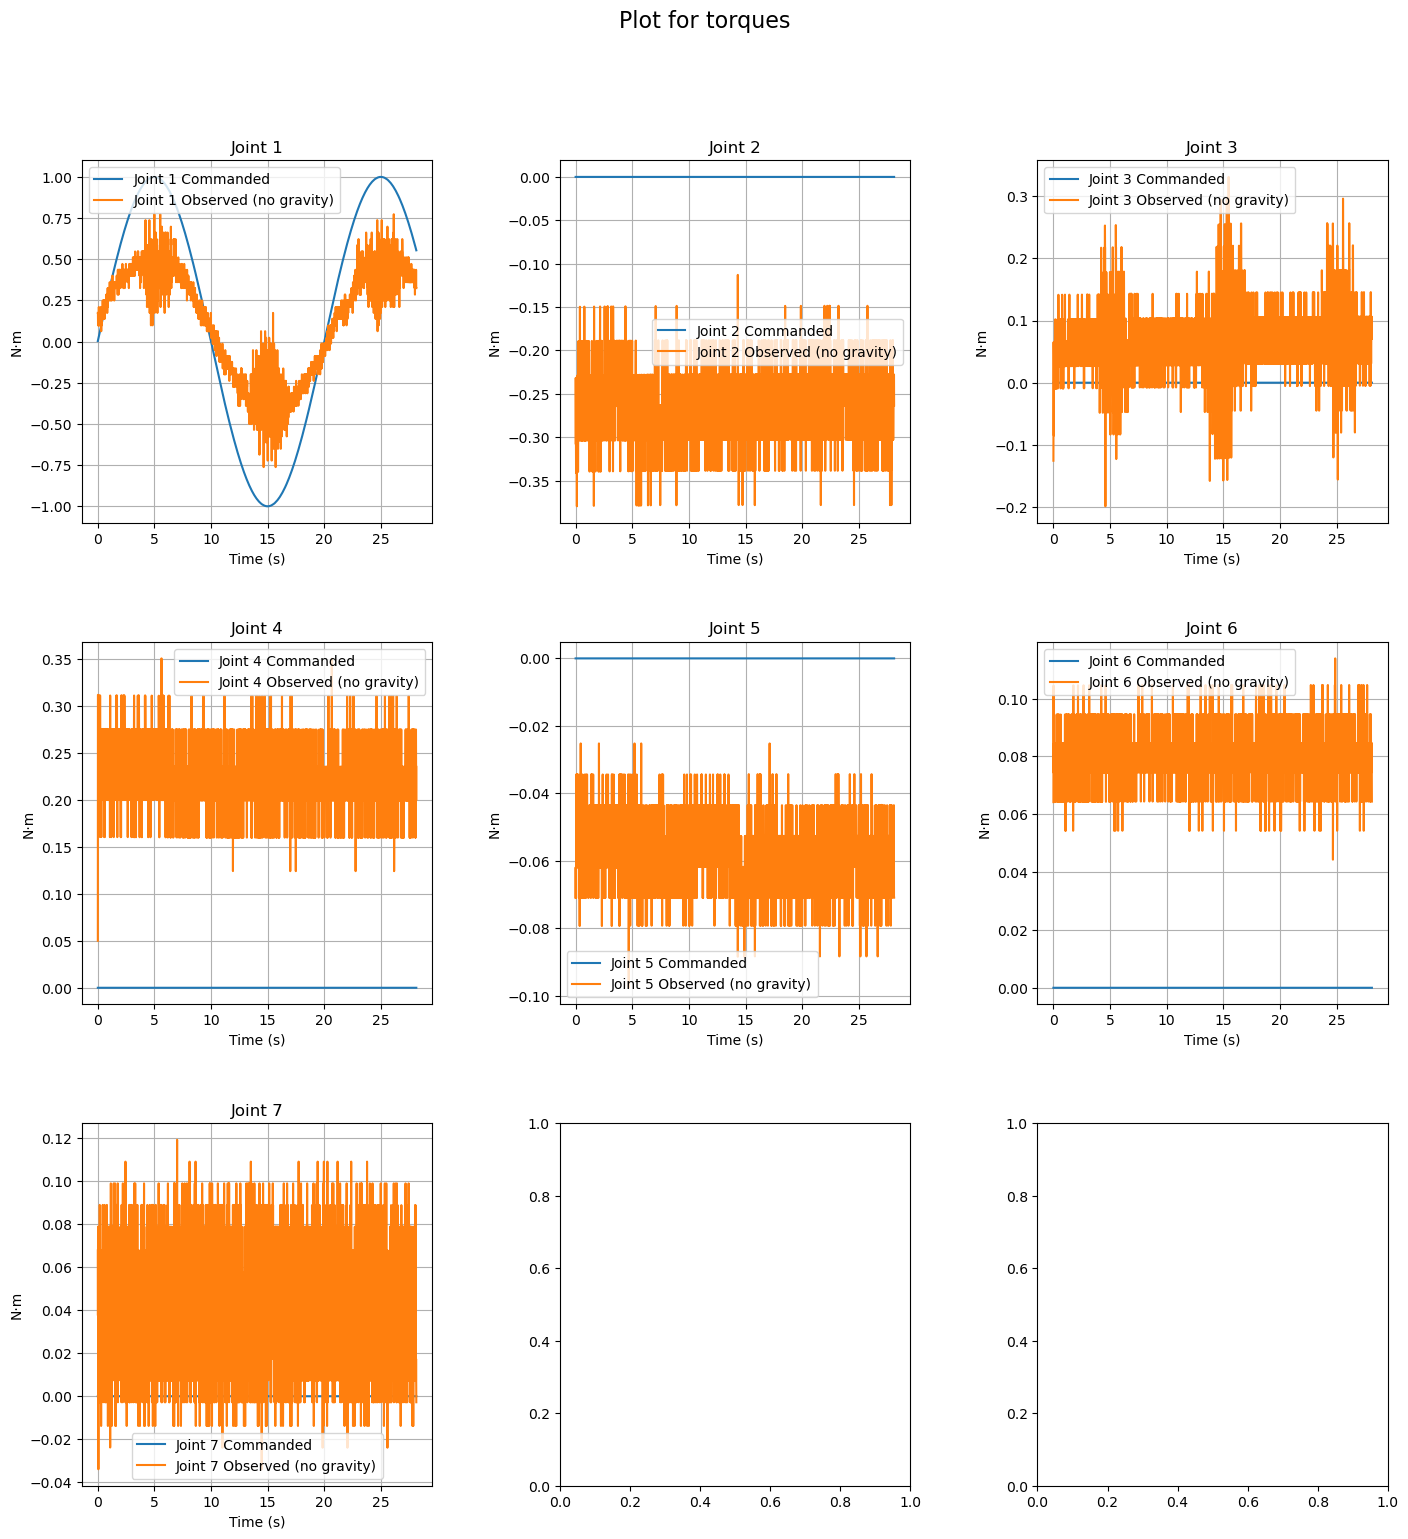 Plot for torques
Joint 1
Joint 1 Commanded
Joint 1 Observed (no gravity)
1.00
0.75
0.50
0.25
0.00
−0.25
−0.50
−0.75
−1.00
N·m
0 5 10 15 20 25
Time (s)
Joint 2
Joint 2 Commanded
Joint 2 Observed (no gravity)
0.00
−0.05
−0.10
−0.15
−0.20
−0.25
−0.30
−0.35
N·m
0 5 10 15 20 25
Time (s)
Joint 3
Joint 3 Commanded
Joint 3 Observed (no gravity)
0.3
0.2
0.1
0.0
−0.1
−0.2
N·m
0 5 10 15 20 25
Time (s)
Joint 4
Joint 4 Commanded
Joint 4 Observed (no gravity)
0.35
0.30
0.25
0.20
0.15
0.10
0.05
0.00
N·m
0 5 10 15 20 25
Time (s)
Joint 5
0.00
−0.02
−0.04
−0.06
−0.08
−0.10
N·m
Joint 5 Commanded
Joint 5 Observed (no gravity)
0 5 10 15 20 25
Time (s)
Joint 6
Joint 6 Commanded
Joint 6 Observed (no gravity)
0.10
0.08
0.06
0.04
0.02
0.00
N·m
0 5 10 15 20 25
Time (s)
Joint 7
0.12
0.10
0.08
0.06
0.04
0.02
0.00
−0.02
−0.04
N·m
Joint 7 Commanded
Joint 7 Observed (no gravity)
0 5 10 15 20 25
Time (s)
1.0
0.8
0.6
0.4
0.2
0.0
0.0 0.2 0.4 0.6 0.8 1.0
1.0
0.8
0.6
0.4
0.2
0.0
0.0 0.2 0.4 0.6 0.8 1.0